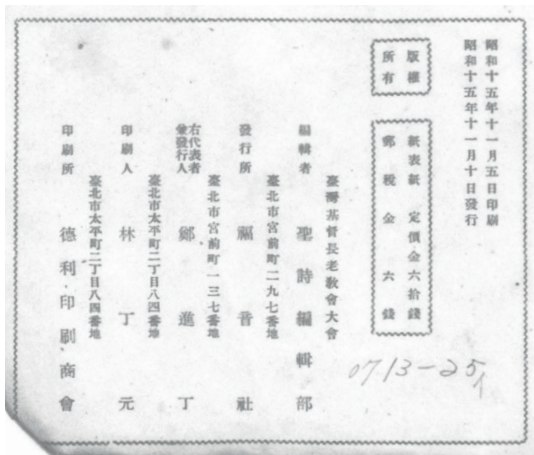 昭和十五年十一月五日印刷
昭和十五年十一月十日發行
版權
所有
紙表紙 定價金六拾錢
郵税金六錢
臺灣基督長老教會大會
編輯者 聖詩編輯部
臺北市宮前町二九七番地
發行所 福音社
臺北市宮前町一三七番地
右代表者
兼發行人 鄭進丁
臺北市太平町二丁目八四番地
印刷人 林丁元
臺北市太平町二丁目八四番地
印刷所 德利印刷商會
0713-25